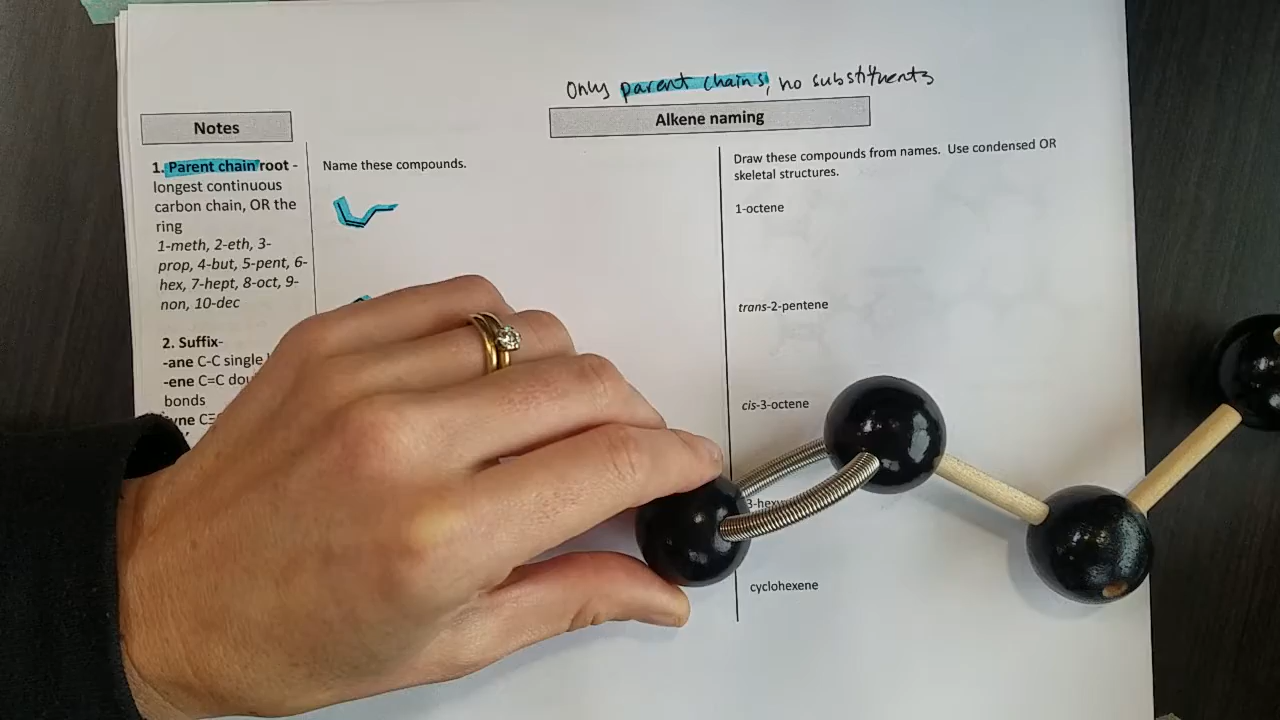 Only parent chains, no substituents
Alkene naming
Notes
1. Parent chain root -
longest continuous
carbon chain, OR the
ring
1-meth, 2-eth, 3-
prop, 4-but, 5-pent, 6-
hex, 7-hept, 8-oct, 9-
non, 10-dec
2. Suffix-
-ane C-C single
-ene C=C
bonds
Name these compounds.
Draw these compounds from names. Use condensed OR
skeletal structures.
1-octene
trans-2-pentene
cis-3-octene
cyclohexene